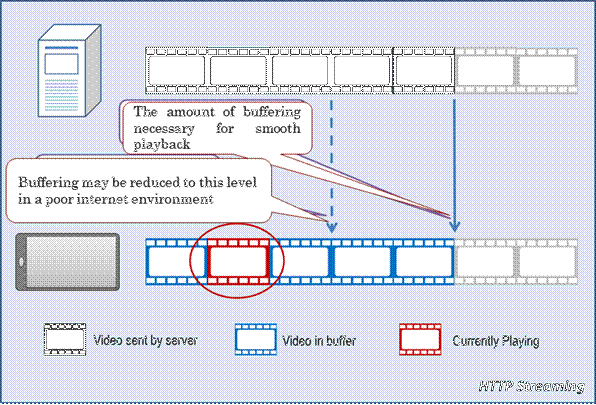 The amount of buffering
necessary for smooth
playback
Buffering may be reduced to this level
in a poor internet environment
Video sent by server
Video in buffer
Currently Playing
HTTP Streaming